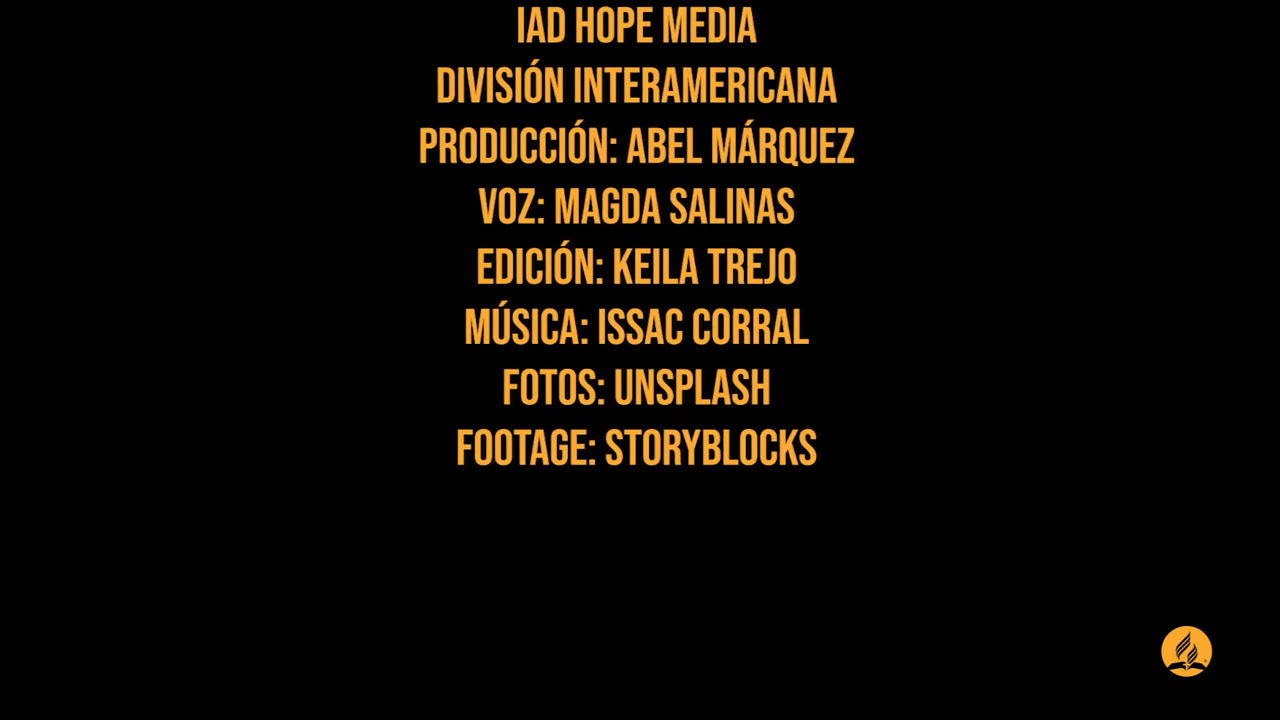 IAD HOPE MEDIA
DIVISIÓN INTERAMERICANA
PRODUCCIÓN: ABEL MÁRQUEZ
VOZ: MAGDA SALINAS
EDICIÓN: KEILA TREJO
MÚSICA: ISSAC CORRAL
FOTOS: UNSPLASH
FOOTAGE: STORYBLOCKS